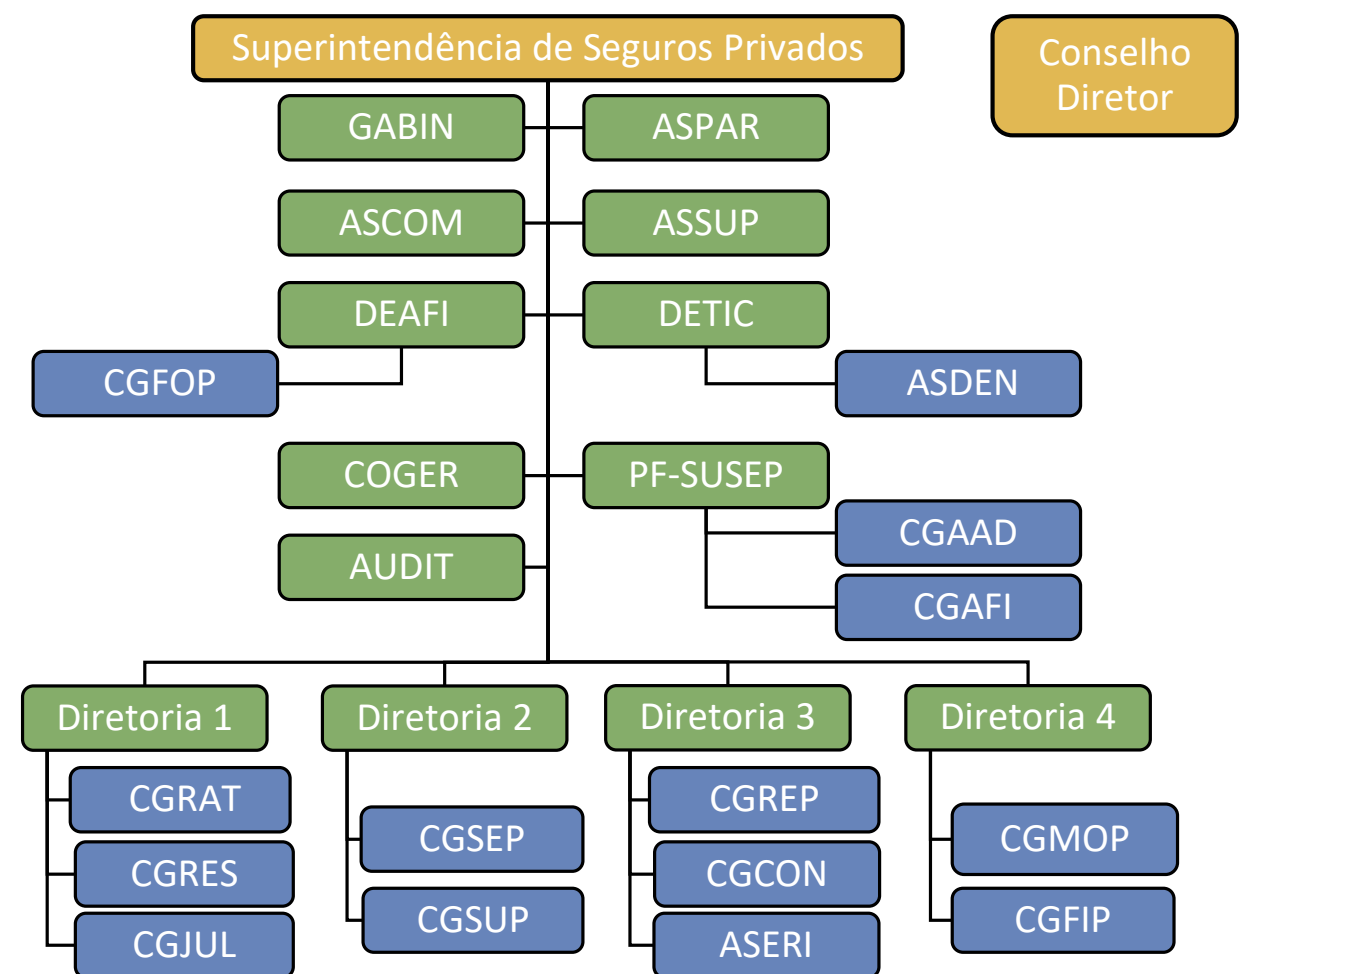 Superintendência de Seguros Privados
Conselho
Diretor
GABIN
ASPAR
ASCOM
ASSUP
DEAFI
DETIC
CGFOP
ASDEN
COGER
PF-SUSEP
CGAAD
AUDIT
CGAFI
Diretoria 1
Diretoria 2
Diretoria 3
Diretoria 4
CGRAT
CGRES
CGJUL
CGSEP
CGSUP
CGREP
CGCON
ASERI
CGMOP
CGFIP